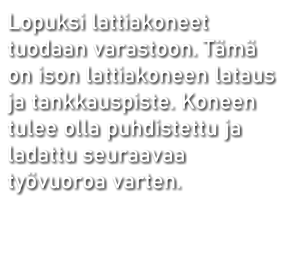 Lopuksi lattiakoneet
tuodaan varastoon. Tämä
on ison lattiakoneen lataus
ja tankkauspiste. Koneen
tulee olla puhdistettu ja
ladattu seuraavaa
työvuoroa varten.